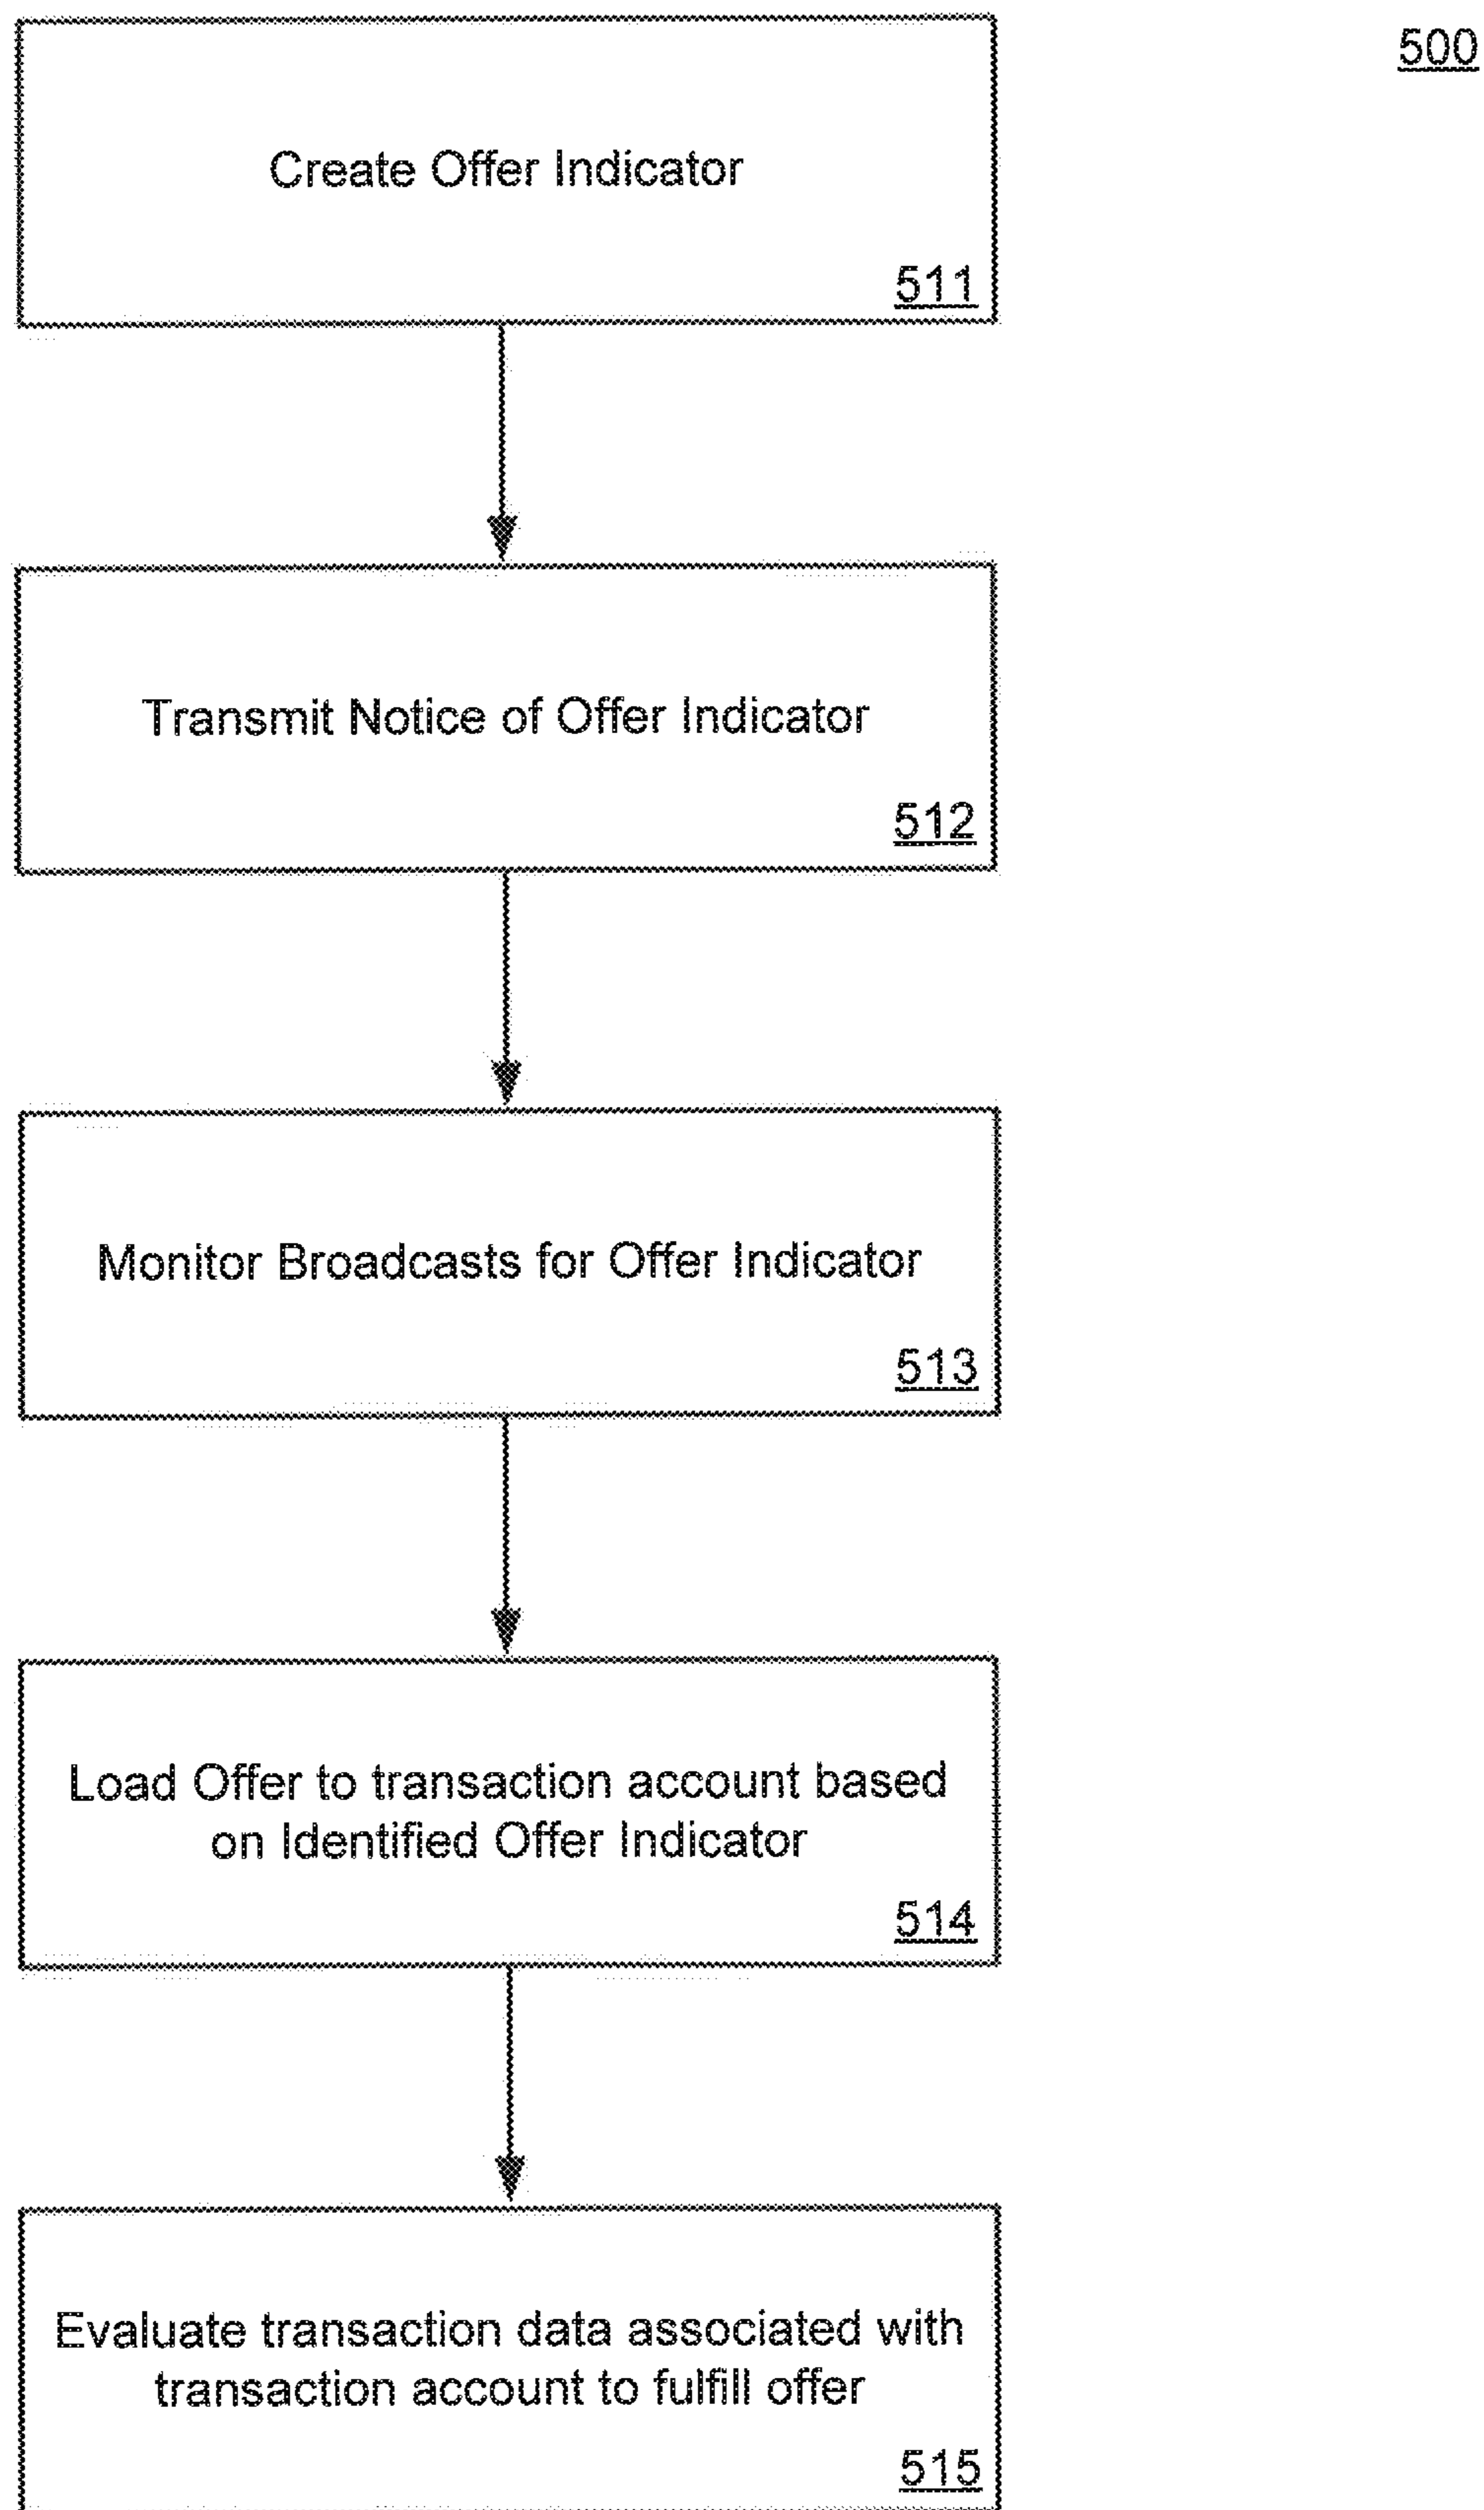 500
Create Offer Indicator
511
Transmit Notice of Offer Indicator
512
Monitor Broadcasts for Offer Indicator
513
Load Offer to transaction account based
on Identified Offer Indicator
514
Evaluate transaction data associated with
transaction account to fulfill offer
515